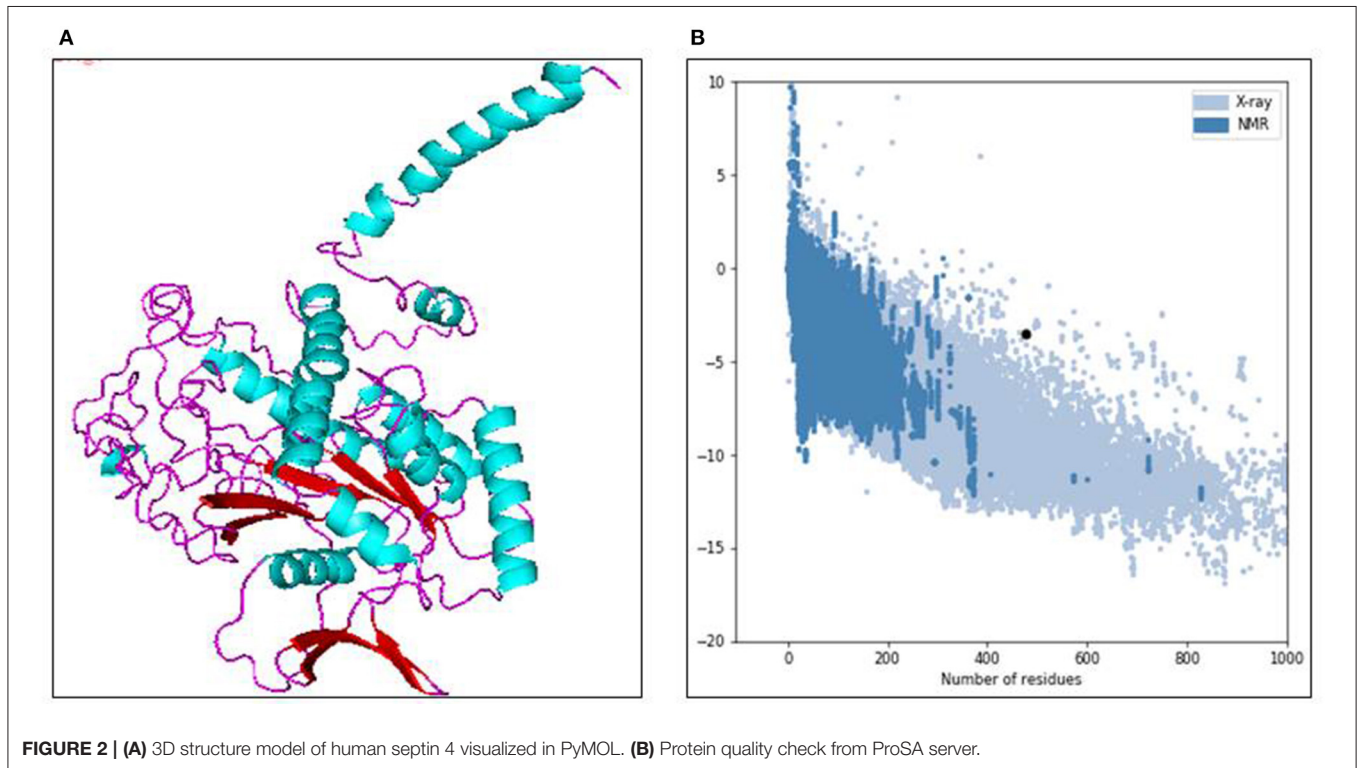 A
B
10
5
0
−5
−10
−15
−20
0 200 400 600 800 1000
Number of residues
X-ray
NMR
FIGURE 2 | (A) 3D structure model of human septin 4 visualized in PyMOL. (B) Protein quality check from ProSA server.